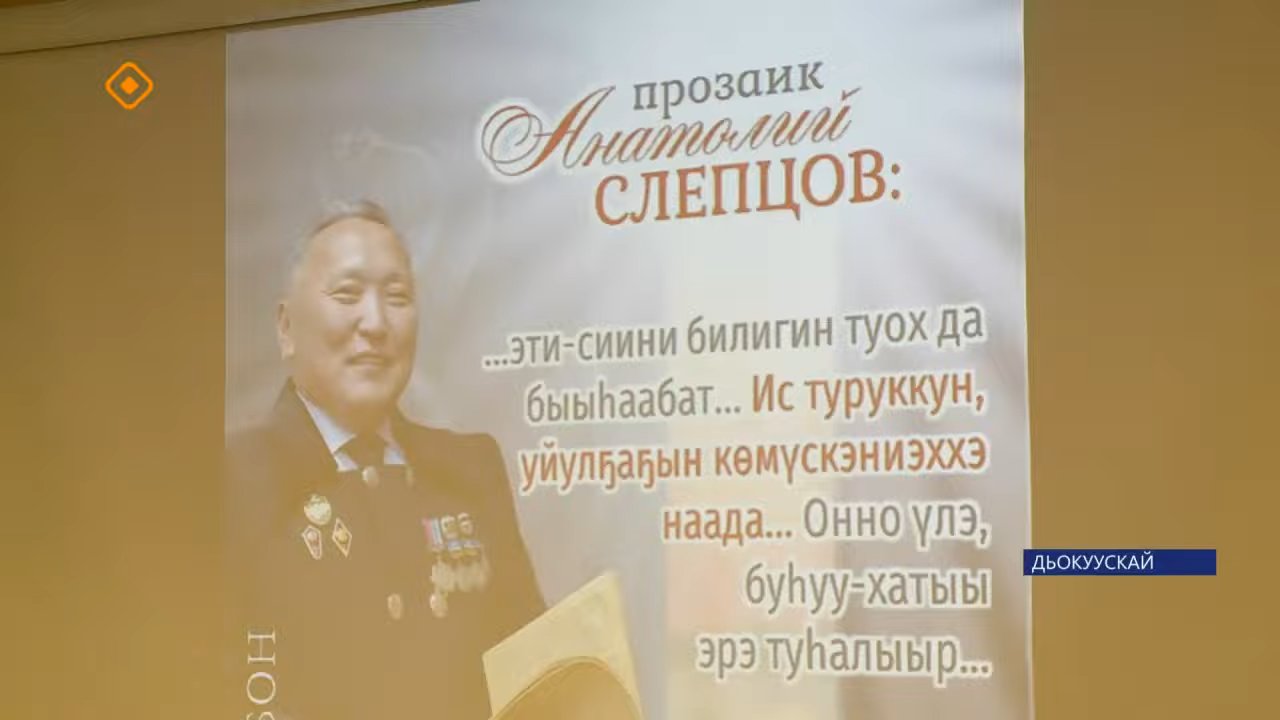 прозаик
Анатолий
СЛЕПЦОВ:
...эти-сиини билигин туох да
быыһаабат... Ис туруккун,
уйулҕаҕын көмүскэниэххэ
наада... Онно үлэ,
буһуу-хатыы
эрэ туһалыыр...
ДЬОКУУСКАЙ